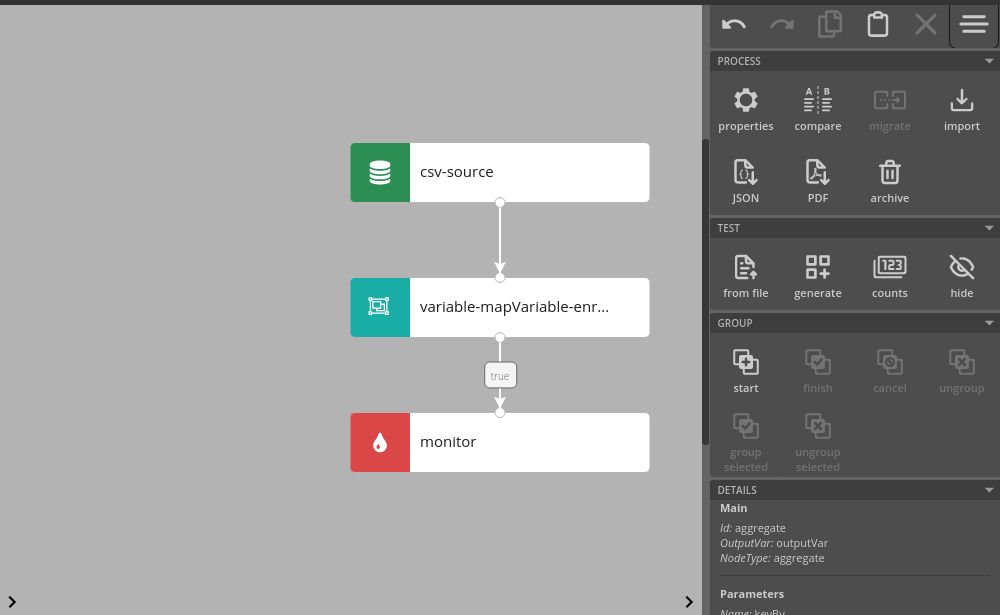 csv-source
variable-mapVariable-enr...
true
monitor
PROCESS
properties
A B
compare
migrate
import
{}
JSON
PDF
archive
TEST
from file
generate
123
counts
hide
GROUP
start
finish
cancel
ungroup
group
selected
ungroup
selected
DETAILS
Main
Id: aggregate
OutputVar: outputVar
NodeType: aggregate
Parameters
Name: keyBy